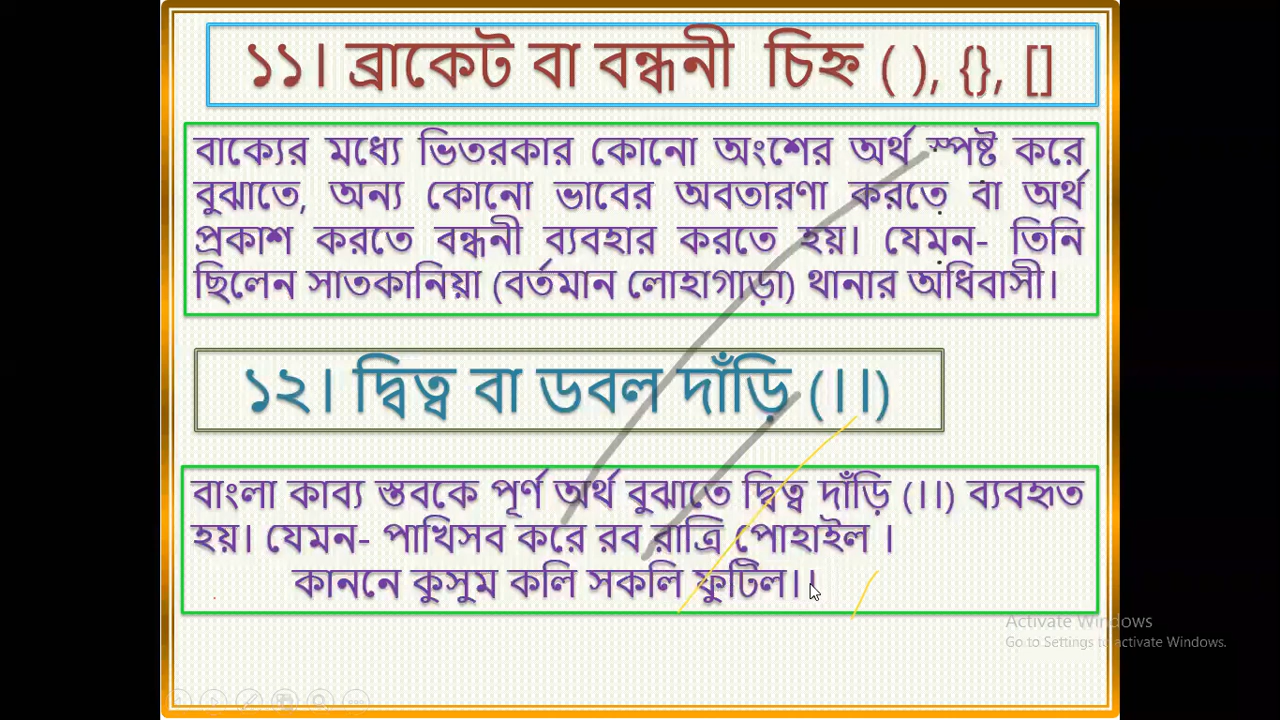 ১১। ব্রাকেট বা বন্ধনী চিহ্ন ( ), {}, []
বাক্যের মধ্যে ভিতরকার কোনো অংশের অর্থ স্পষ্ট করে
বুঝাতে, অন্য কোনো ভাবের অবতারণা করতে বা অর্থ
প্রকাশ করতে বন্ধনী ব্যবহার করতে হয়। যেমন- তিনি
ছিলেন সাতকানিয়া (বর্তমান লোহাগাড়া) থানার অধিবাসী।
১২। দ্বিত্ব বা ডবল দাঁড়ি (।।)
বাংলা কাব্য স্তবকে পূর্ণ অর্থ বুঝাতে দ্বিত্ব দাঁড়ি (।।) ব্যবহৃত
হয়। যেমন- পাখিসব করে রব রাত্রি পোহাইল ।
কাননে কুসুম কলি সকলি ফুটিল।।
Activate Windows
Go to Settings to activate Windows.